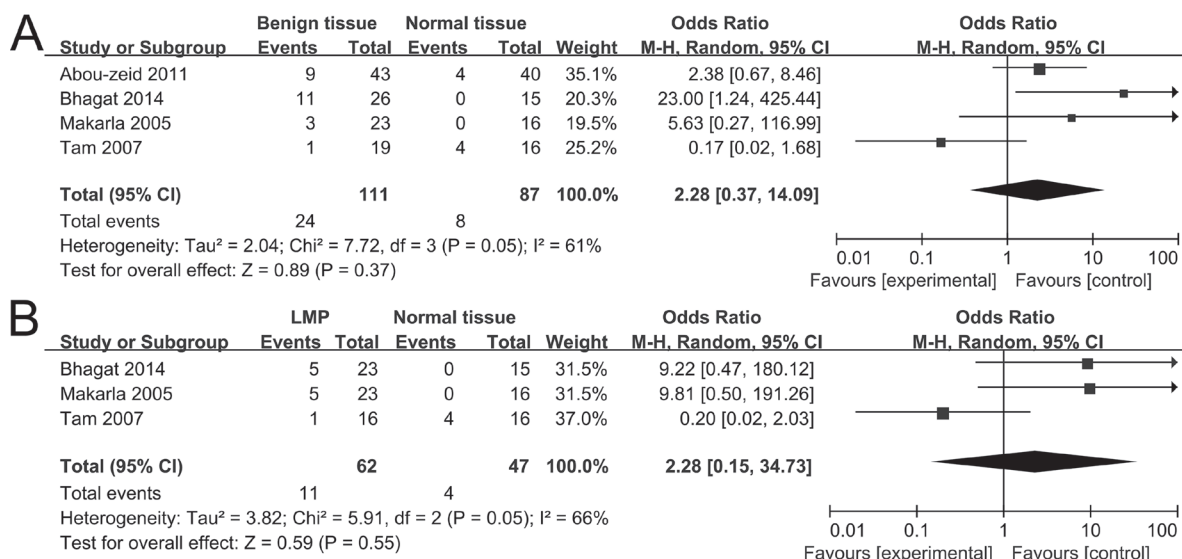 A
Benign tissue Normal tissue Odds Ratio Odds Ratio
Study or Subgroup Events Total Events Total Weight M-H, Random, 95% CI M-H, Random, 95% CI
Abou-zeid 2011 9 43 4 40 35.1% 2.38 [0.67, 8.46]
Bhagat 2014 11 26 0 15 20.3% 23.00 [1.24, 425.44]
Makarla 2005 3 23 0 16 19.5% 5.63 [0.27, 116.99]
Tam 2007 1 19 4 16 25.2% 0.17 [0.02, 1.68]
Total (95% CI) 111 87 100.0% 2.28 [0.37, 14.09]
Total events 24 8
Heterogeneity: Tau² = 2.04; Chi² = 7.72, df = 3 (P = 0.05); I² = 61%
Test for overall effect: Z = 0.89 (P = 0.37)
0.01 0.1 1 10 100
Favours [experimental] Favours [control]
B
LMP Normal tissue Odds Ratio Odds Ratio
Study or Subgroup Events Total Events Total Weight M-H, Random, 95% CI M-H, Random, 95% CI
Bhagat 2014 5 23 0 15 31.5% 9.22 [0.47, 180.12]
Makarla 2005 5 23 0 16 31.5% 9.81 [0.50, 191.26]
Tam 2007 1 16 4 16 37.0% 0.20 [0.02, 2.03]
Total (95% CI) 62 47 100.0% 2.28 [0.15, 34.73]
Total events 11 4
Heterogeneity: Tau² = 3.82; Chi² = 5.91, df = 2 (P = 0.05); I² = 66%
Test for overall effect: Z = 0.59 (P = 0.55)
0.01 0.1 1 10 100
Favours [experimental] Favours [control]